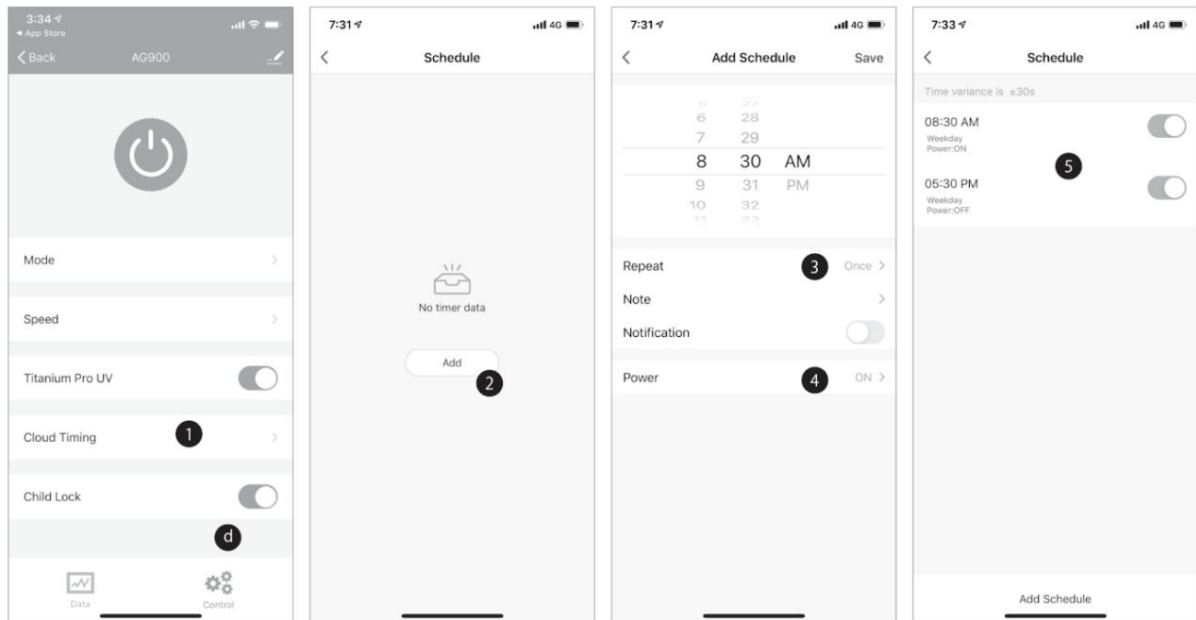 3:34
App Store
Back
AG900
Mode
Speed
Titanium Pro UV
Cloud Timing
1
Child Lock
d
Data
Control
7:31
4G
Schedule
No timer data
Add
2
7:31
4G
Add Schedule
Save
6 28
7 29
8 30 AM
9 31 PM
10 32
11 33
Repeat
3
Once
Note
Notification
Power
4
ON
7:33
4G
Schedule
Time variance is ±30s
08:30 AM
Weekday
Power:ON
5
05:30 PM
Weekday
Power:OFF
Add Schedule